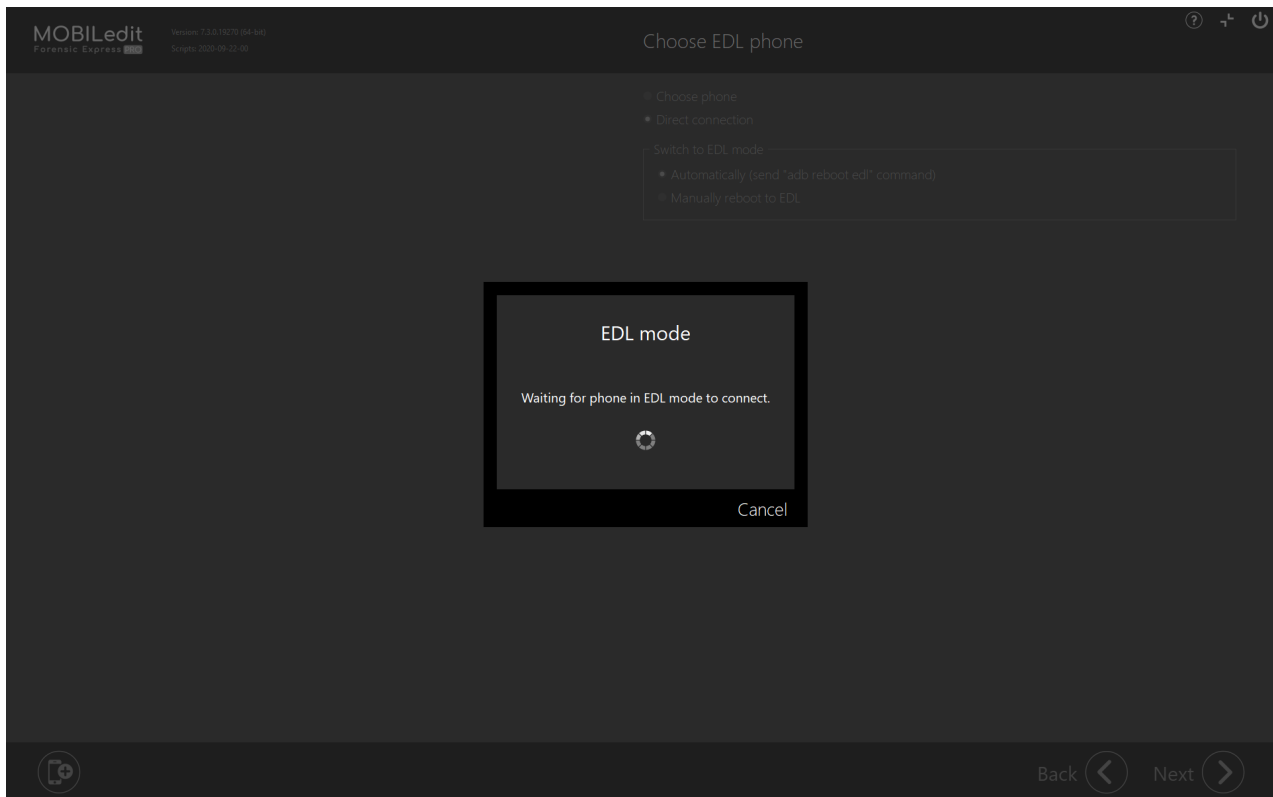 MOBILedit
Forensic Express PRO
Version: 7.3.0.19270 (64-bit)
Scripts: 2020-09-22-00
Choose EDL phone
?
Choose phone
Direct connection
Switch to EDL mode
Automatically (send "adb reboot edl" command)
Manually reboot to EDL
EDL mode
Waiting for phone in EDL mode to connect.
Cancel
Back
Next